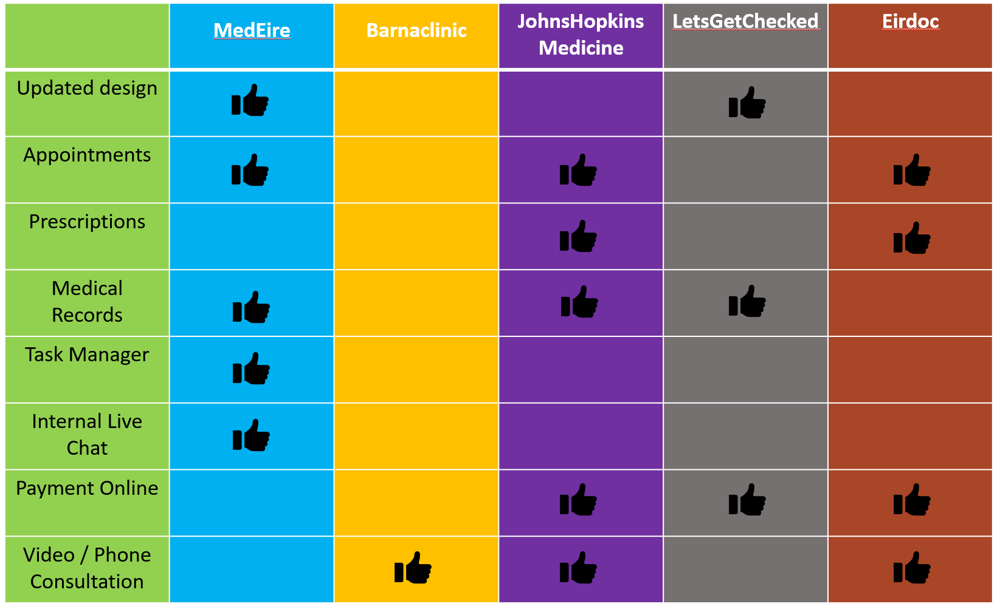 MedEire
Barnaclinic
JohnsHopkins
Medicine
LetsGetChecked
Eirdoc
Updated design
Appointments
Prescriptions
Medical
Records
Task Manager
Internal Live
Chat
Payment Online
Video / Phone
Consultation